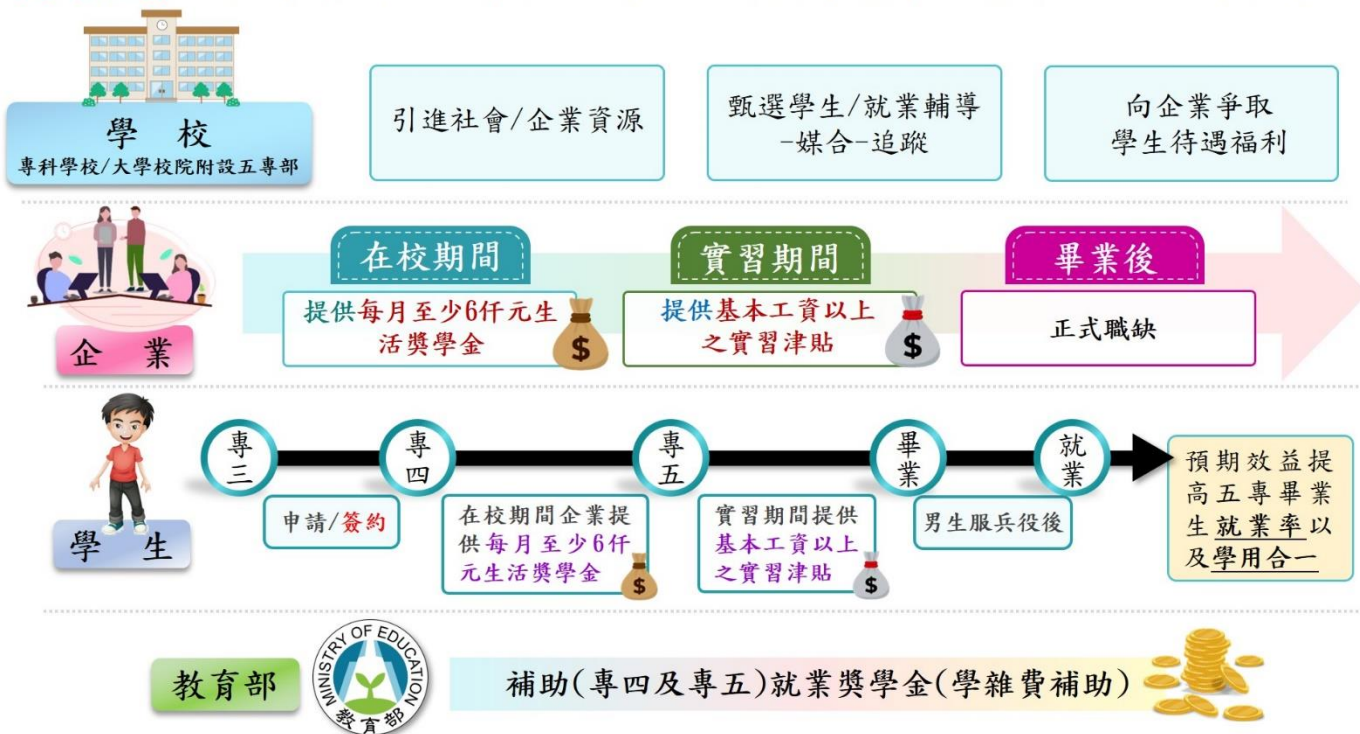 學 校
專科學校/大學校院附設五專部
引進社會/企業資源
甄選學生/就業輔導
-媒合-追蹤
向企業爭取
學生待遇福利
企 業
在校期間
提供每月至少6仟元生
活獎學金
$
實習期間
提供基本工資以上
之實習津貼
$
畢業後
正式職缺
學 生
專三
專四
專五
畢業
就業
申請/簽約
在校期間企業提
供每月至少6仟
元生活獎學金
$
實習期間提供
基本工資以上
之實習津貼
$
男生服兵役後
預期效益提
高五專畢業
生就業率以
及學用合一
教育部
MINISTRY OF EDUCATION
教育部
補助(專四及專五)就業獎學金(學雜費補助)